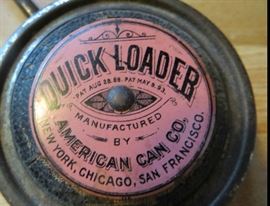 QUICK LOADER
PAT AUG 28.88. PAT MAY 9.93.
MANUFACTURED
BY
AMERICAN CAN CO.
NEW YORK, CHICAGO, SAN FRANCISCO.